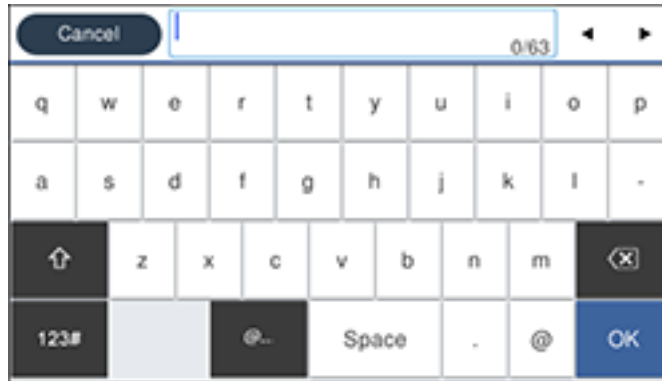 Cancel 0/63
q w e r t y u i o p
a s d f g h j k l -
z x c v b n m
123# @... Space . @ OK